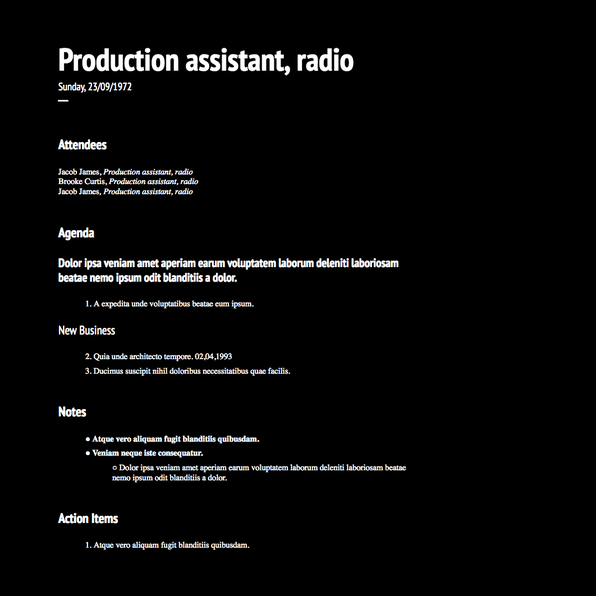 Production assistant, radio
Sunday, 23/09/1972
Attendees
Jacob James, Production assistant, radio
Brooke Curtis, Production assistant, radio
Jacob James, Production assistant, radio
Agenda
Dolor ipsa veniam amet aperiam earum voluptatem laborum deleniti laboriosam
beatae nemo ipsum odit blanditiis a dolor.
1. A expedita unde voluptatibus beatae eum ipsum.
New Business
2. Quia unde architecto tempore. 02,04,1993
3. Ducimus suscipit nihil doloribus necessitatibus quae facilis.
Notes
● Atque vero aliquam fugit blanditiis quibusdam.
● Veniam neque iste consequatur.
○ Dolor ipsa veniam amet aperiam earum voluptatem laborum deleniti laboriosam beatae
nemo ipsum odit blanditiis a dolor.
Action Items
1. Atque vero aliquam fugit blanditiis quibusdam.